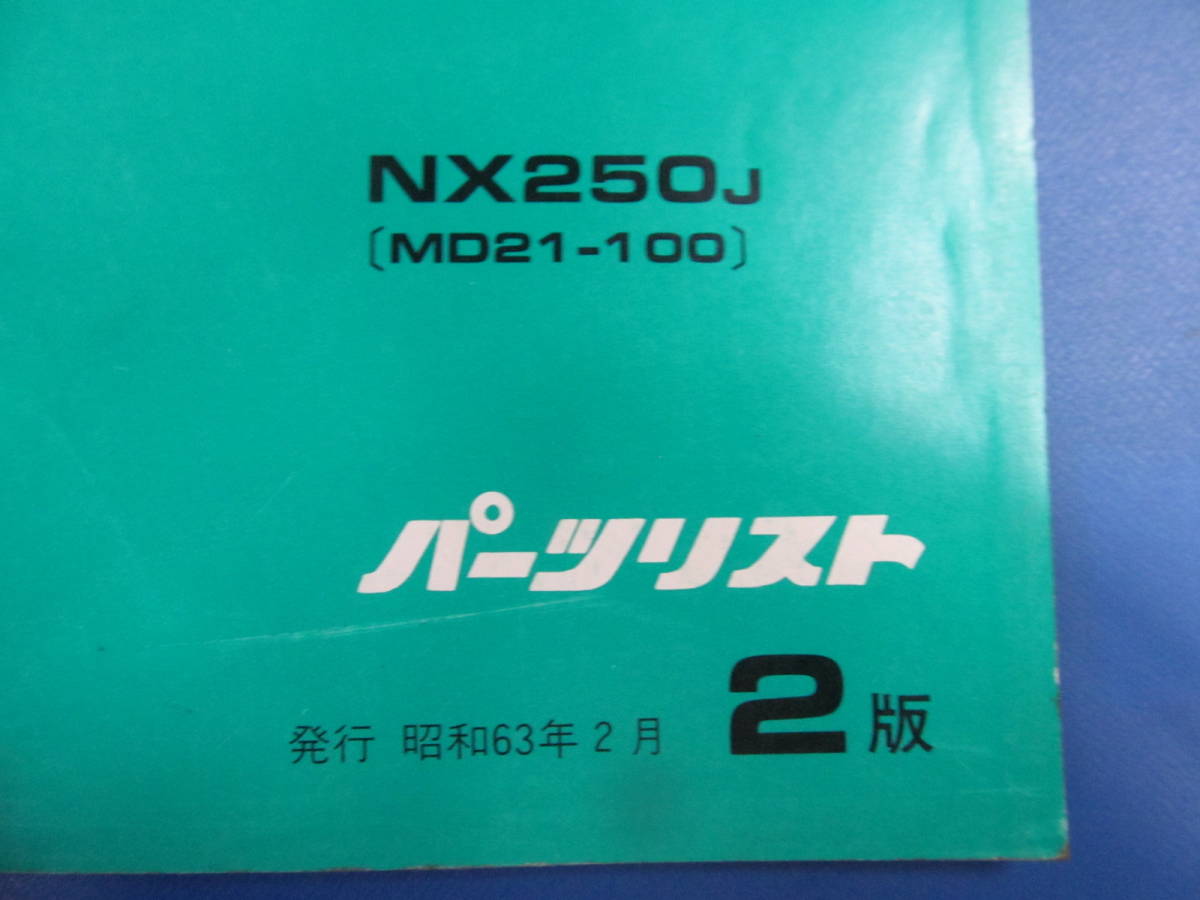 NX250J
〔MD21-100〕
パーツリスト
発行 昭和63年2月 2版